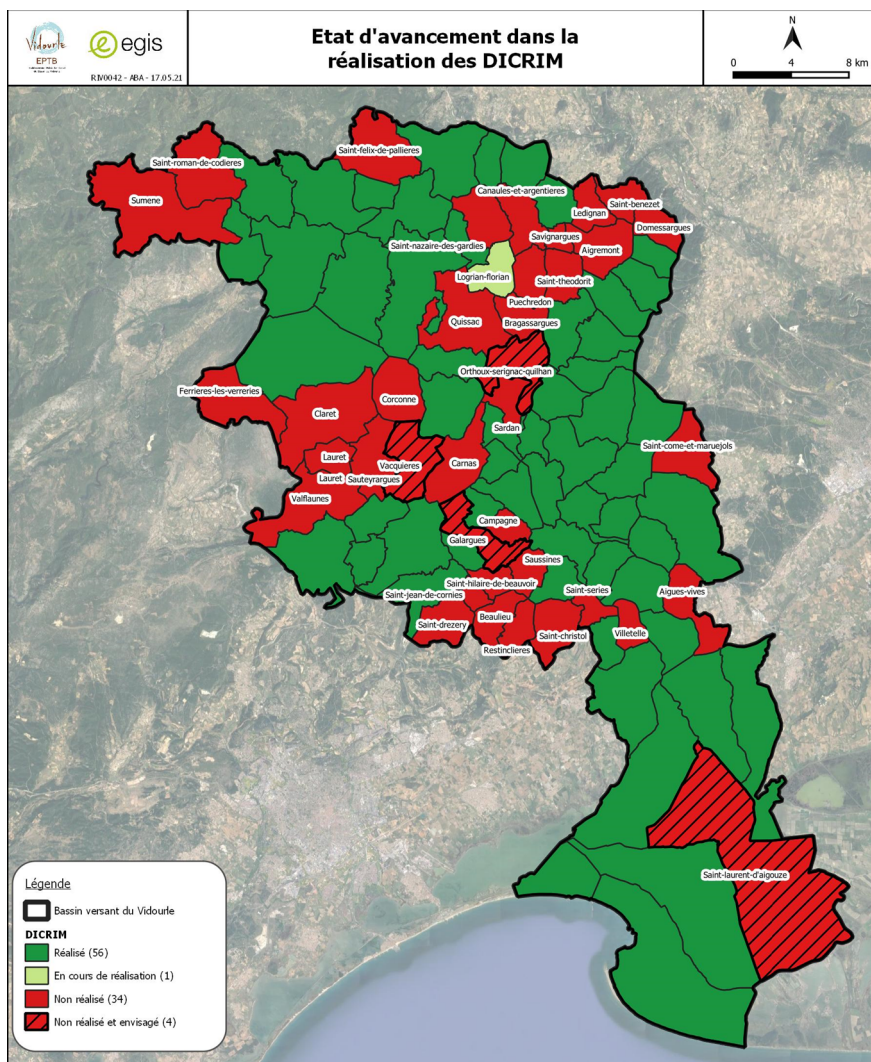 Vidourle
EPTB
egis
RIV0042 - ABA - 17.05.21
Etat d'avancement dans la
réalisation des DICRIM
N
0 4 8 km
Saint-felix-de-pallieres
Saint-roman-de-codieres
Sumene
Canaules-et-argentieres
Saint-benezet
Ledignan
Domessargues
Savignargues
Saint-nazaire-des-gardies
Aigremont
Logrian-florian
Saint-theodorit
Puechredon
Quissac
Bragassargues
Orthoux-serignac-quilhan
Ferrieres-les-verreries
Corconne
Claret
Sardan
Saint-come-et-maruejols
Lauret
Vacquieres
Carnas
Lauret
Sauteyrargues
Valflaunes
Campagne
Galargues
Saussines
Saint-hilaire-de-beauvoir
Saint-series
Aigues-vives
Saint-jean-de-cornies
Beaulieu
Saint-drezery
Saint-christol
Villetelle
Restinclieres
Saint-laurent-d'aigouze
Légende
Bassin versant du Vidourle
DICRIM
Réalisé (56)
En cours de réalisation (1)
Non réalisé (34)
Non réalisé et envisagé (4)